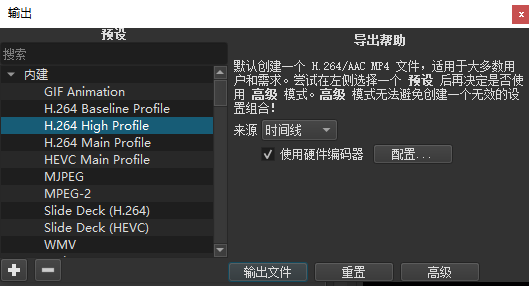 输出
预设
搜索
内建
GIF Animation
H.264 Baseline Profile
H.264 High Profile
H.264 Main Profile
HEVC Main Profile
MJPEG
MPEG-2
Slide Deck (H.264)
Slide Deck (HEVC)
WMV
导出帮助
默认创建一个 H.264/AAC MP4 文件，适用于大多数用
户和需求。尝试在左侧选择一个 预设 后再决定是否使
用 高级 模式。高级 模式无法避免创建一个无效的设
置组合!
来源 时间线
使用硬件编码器 配置...
输出文件 重置 高级